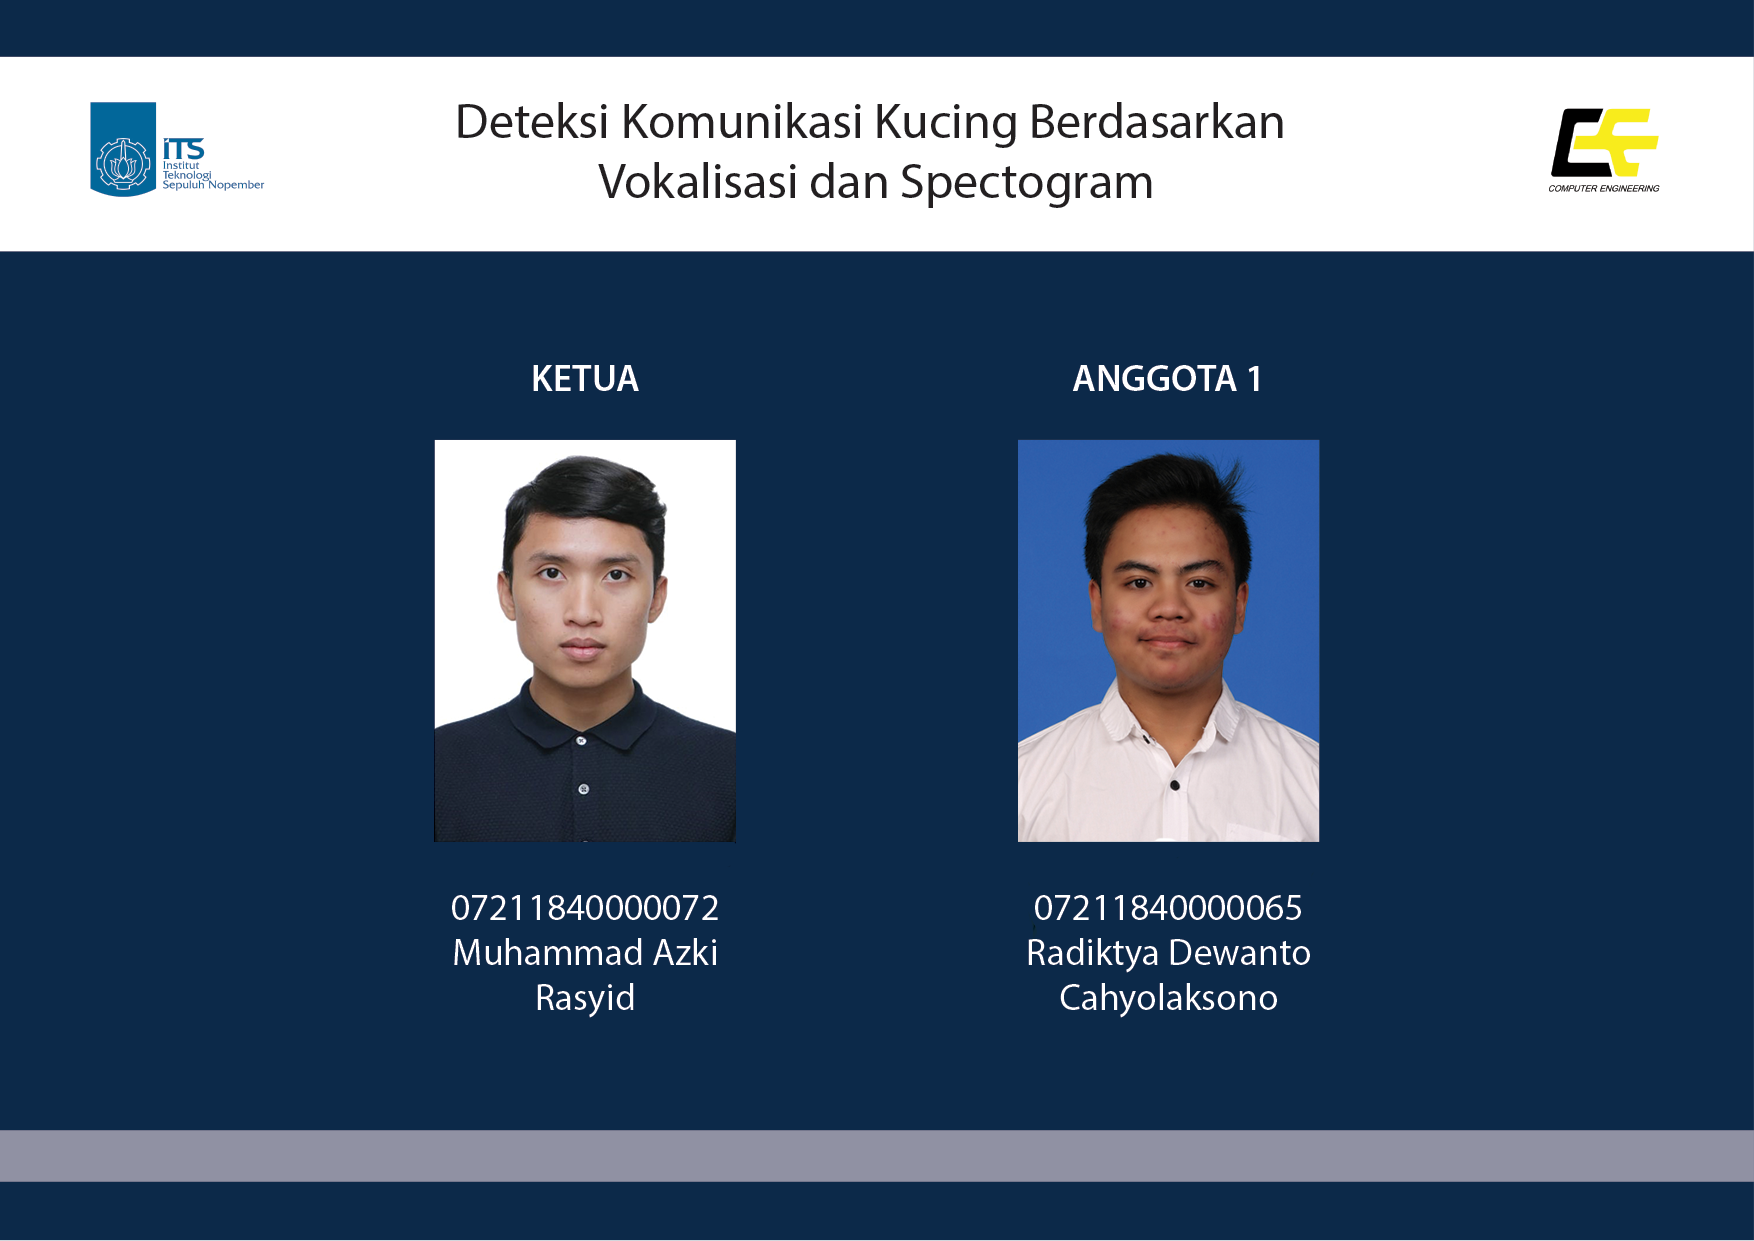 iTS
Institut
Teknologi
Sepuluh Nopember
Deteksi Komunikasi Kucing Berdasarkan
Vokalisasi dan Spectogram
CE
COMPUTER ENGINEERING
KETUA
07211840000072
Muhammad Azki
Rasyid
ANGGOTA 1
07211840000065
Radiktya Dewanto
Cahyolaksono